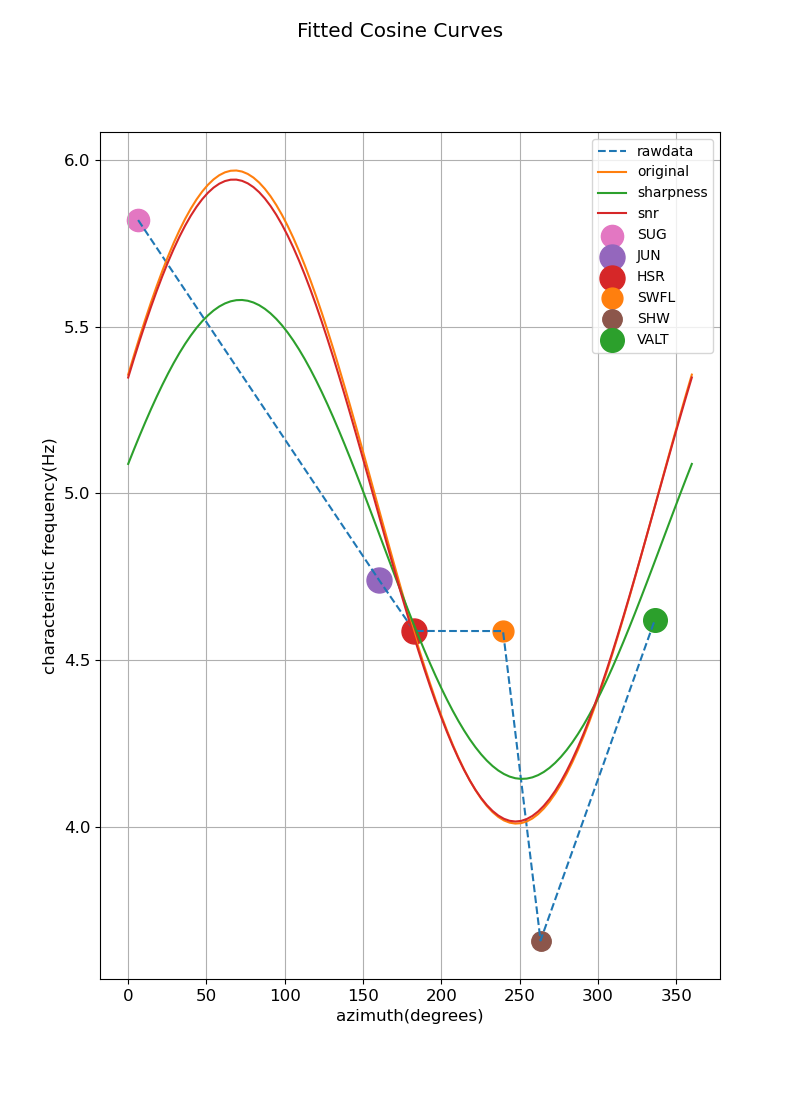 Fitted Cosine Curves
6.0
5.5
5.0
4.5
4.0
characteristic frequency(Hz)
rawdata
original
sharpness
snr
SUG
JUN
HSR
SWFL
SHW
VALT
0 50 100 150 200 250 300 350
azimuth(degrees)